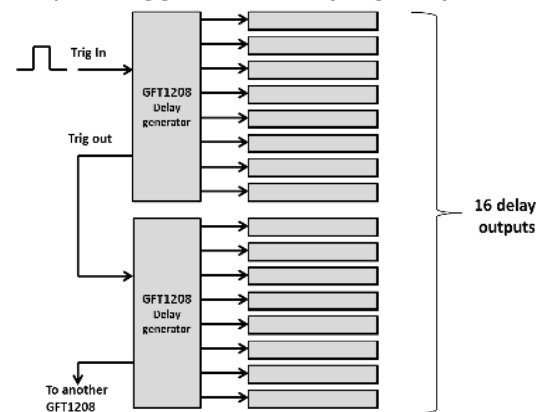 Trig In
GFT1208
Delay
generator
Trig out
16 delay
outputs
GFT1208
Delay
generator
To another
GFT1208